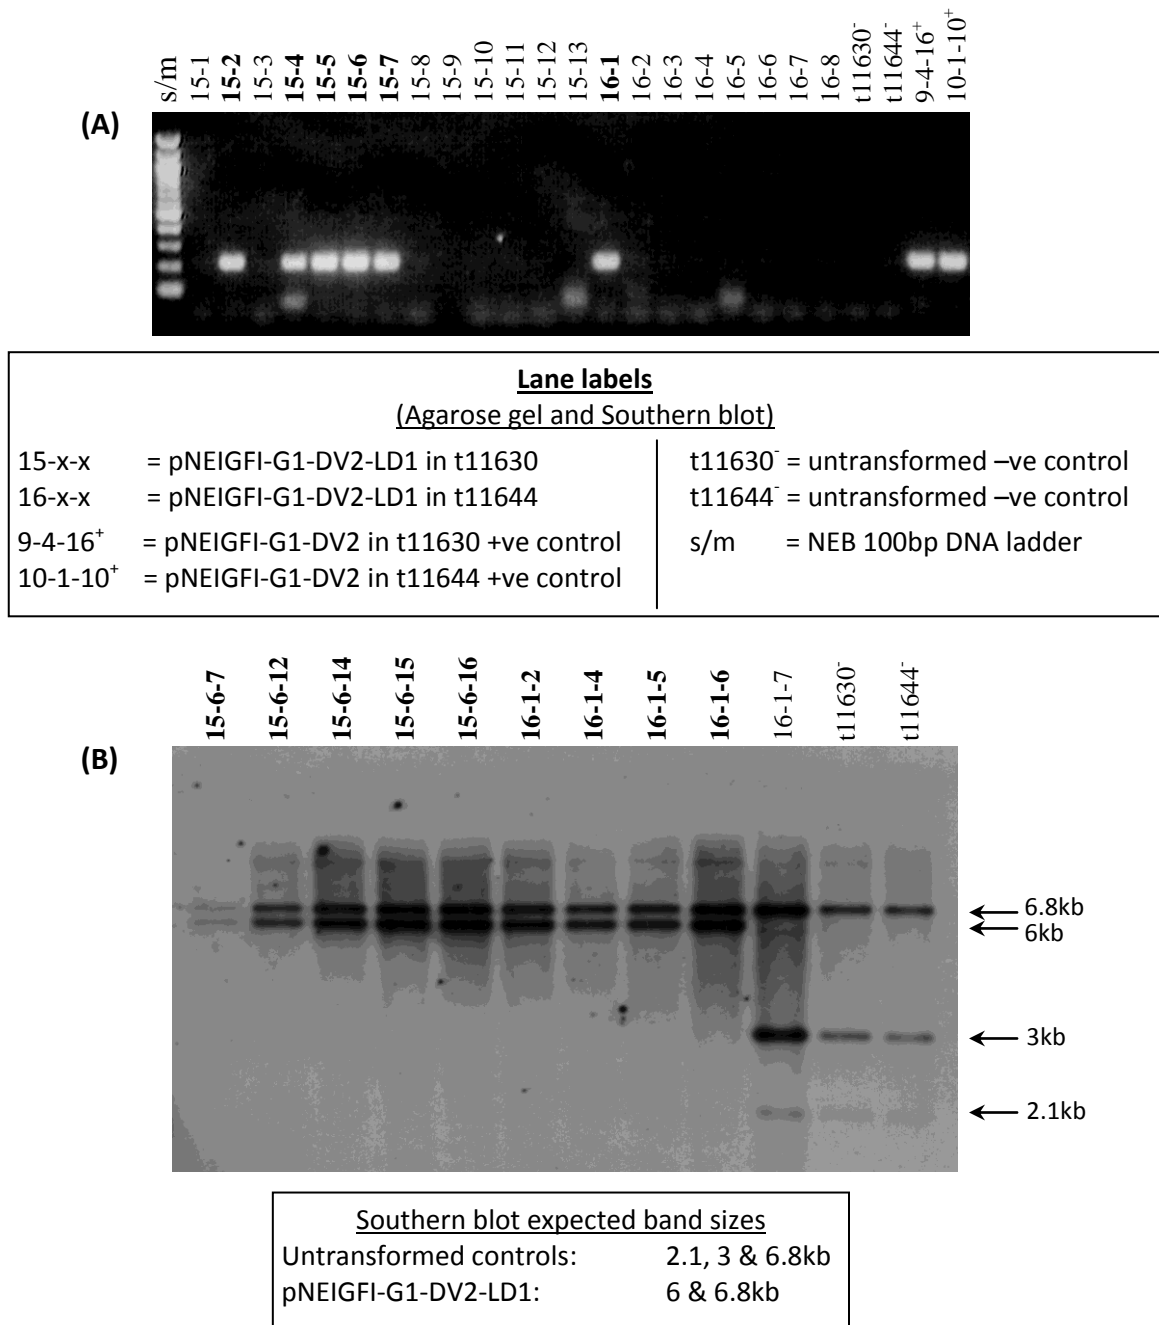 s/m 15-1 15-2 15-3 15-4 15-5 15-6 15-7 15-8 15-9 15-10 15-11 15-12 15-13 16-1 16-2 16-3 16-4 16-5 16-6 16-7 16-8 t11630⁻ t11644⁻ 9-4-16⁺ 10-1-10⁺
(A)
Lane labels
(Agarose gel and Southern blot)
15-x-x = pNEIGFI-G1-DV2-LD1 in t11630
16-x-x = pNEIGFI-G1-DV2-LD1 in t11644
9-4-16⁺ = pNEIGFI-G1-DV2 in t11630 +ve control
10-1-10⁺ = pNEIGFI-G1-DV2 in t11644 +ve control
t11630⁻ = untransformed –ve control
t11644⁻ = untransformed –ve control
s/m = NEB 100bp DNA ladder
15-6-7 15-6-12 15-6-14 15-6-15 15-6-16 16-1-2 16-1-4 16-1-5 16-1-6 16-1-7 t11630⁻ t11644⁻
(B)
6.8kb
6kb
3kb
2.1kb
Southern blot expected band sizes
Untransformed controls: 2.1, 3 & 6.8kb
pNEIGFI-G1-DV2-LD1: 6 & 6.8kb